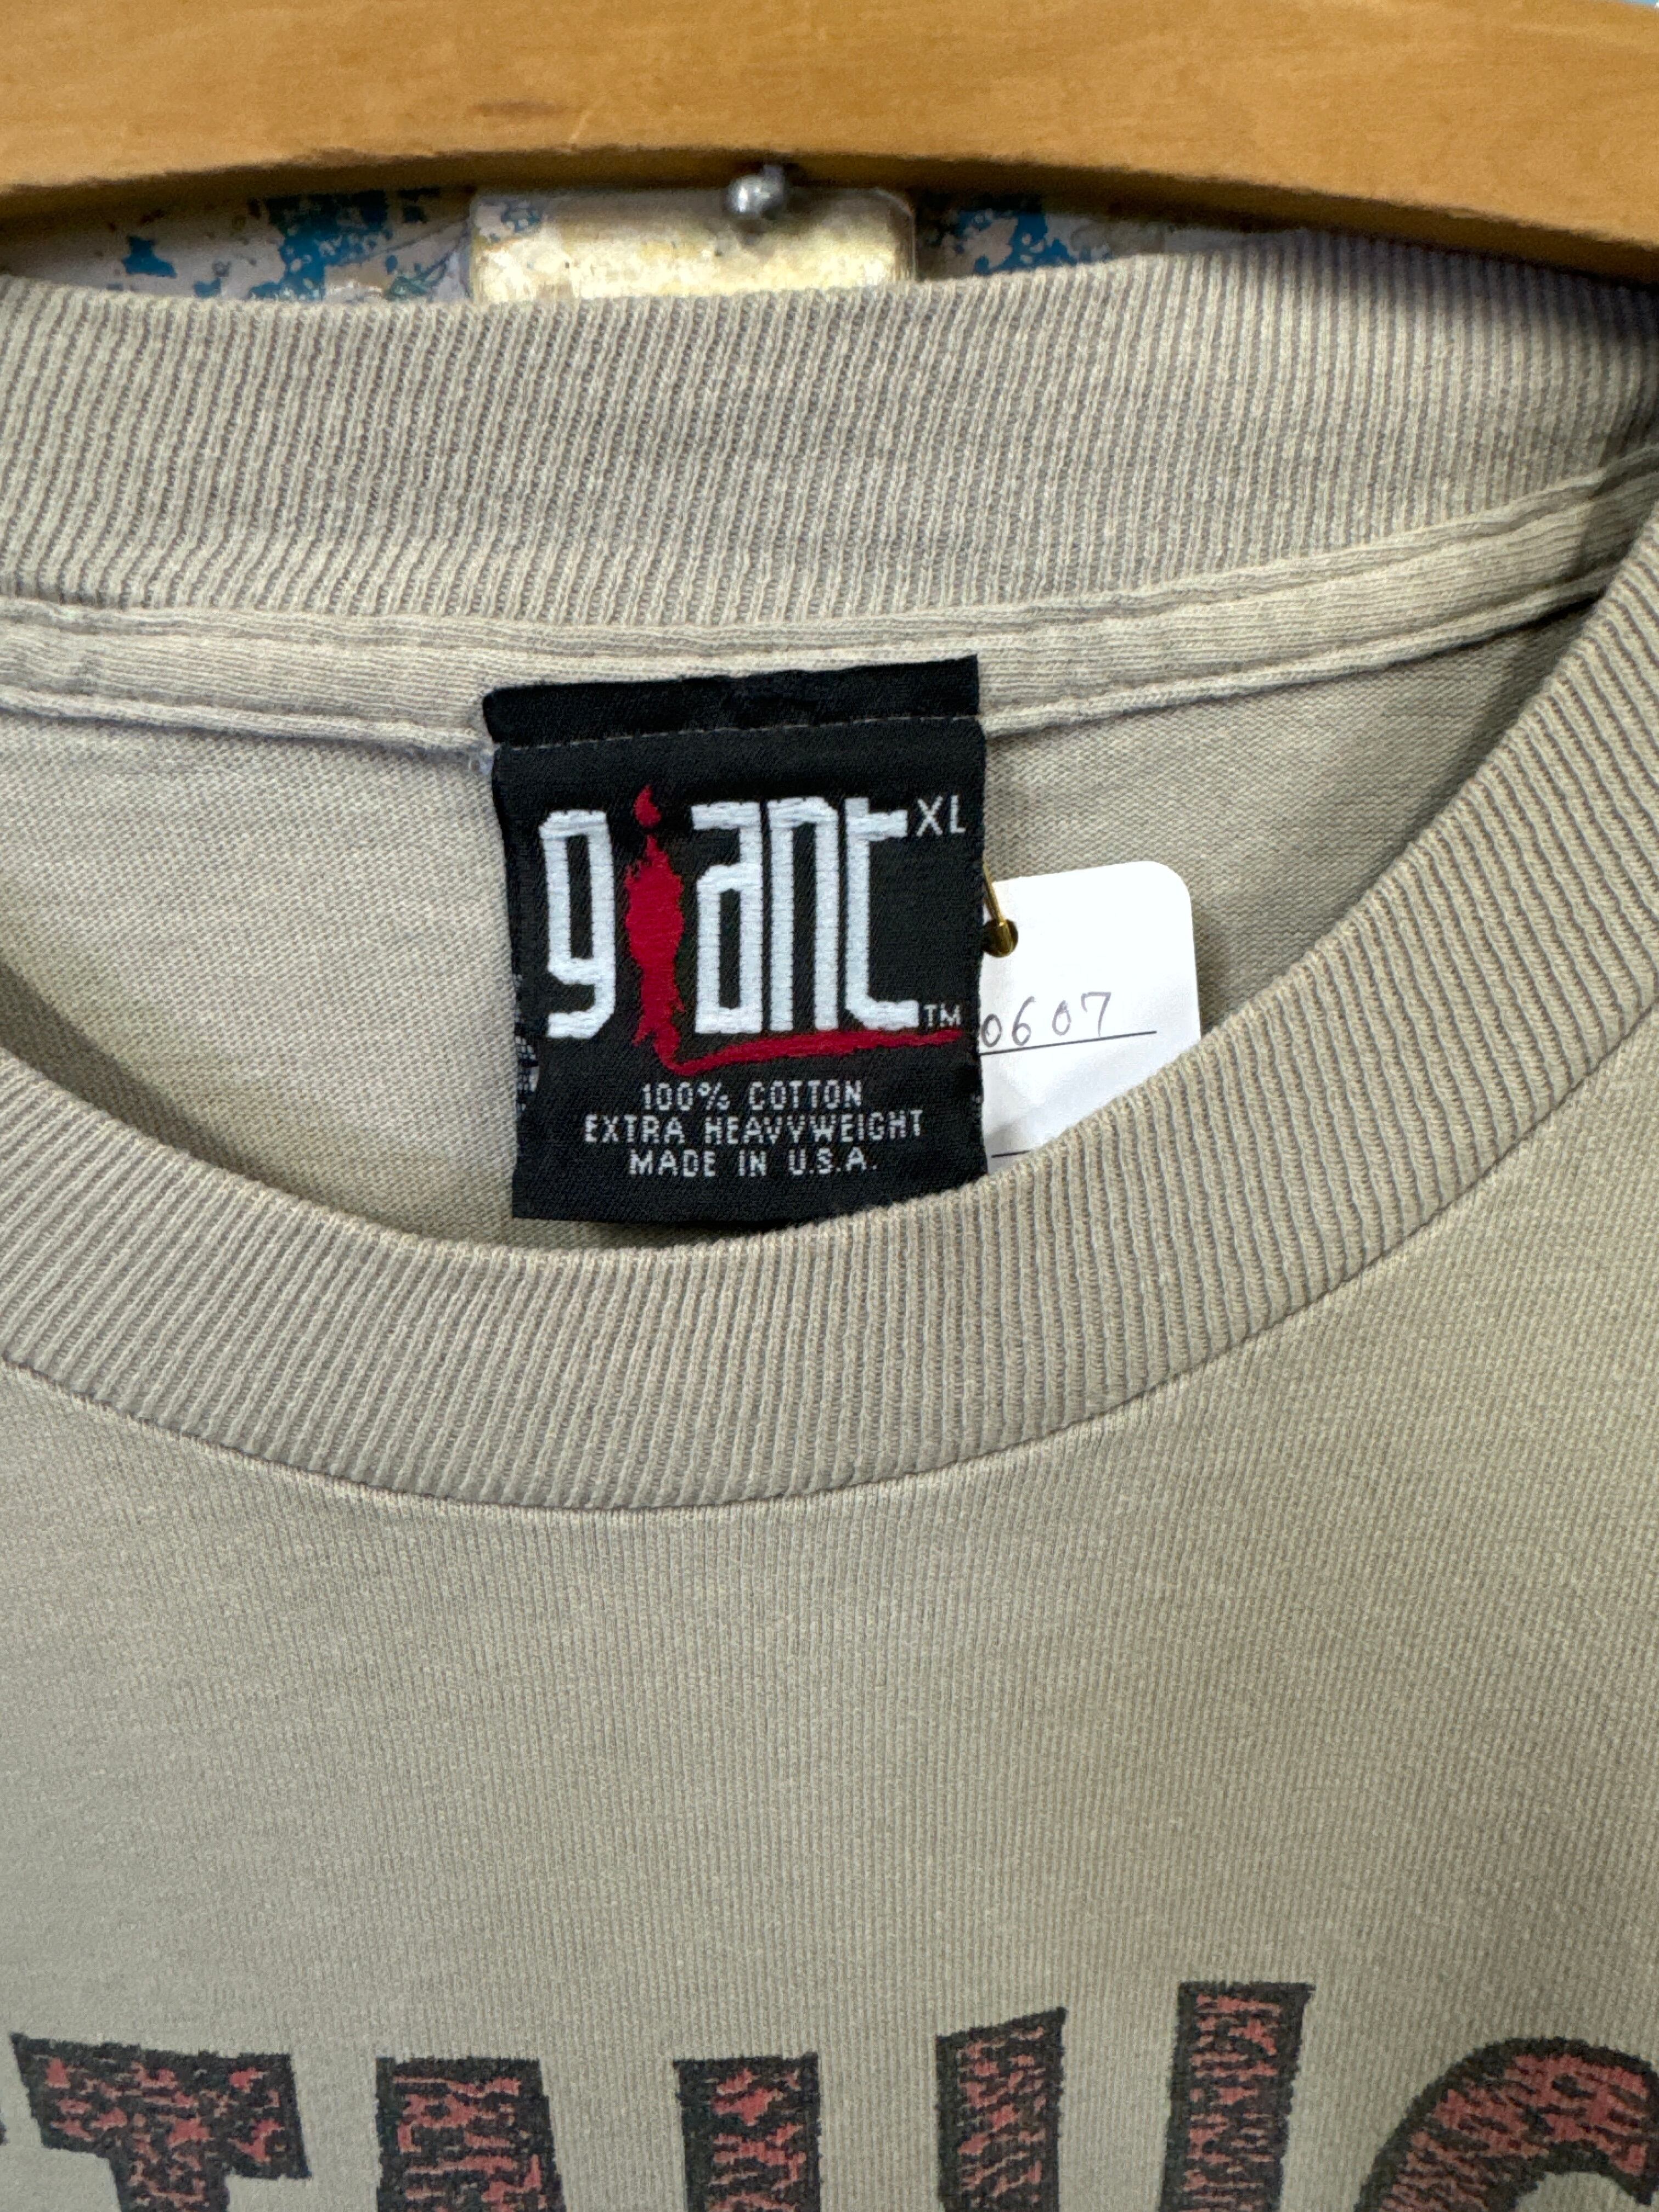 giant XL
TM
0607
100% COTTON
EXTRA HEAVYWEIGHT
MADE IN U.S.A.